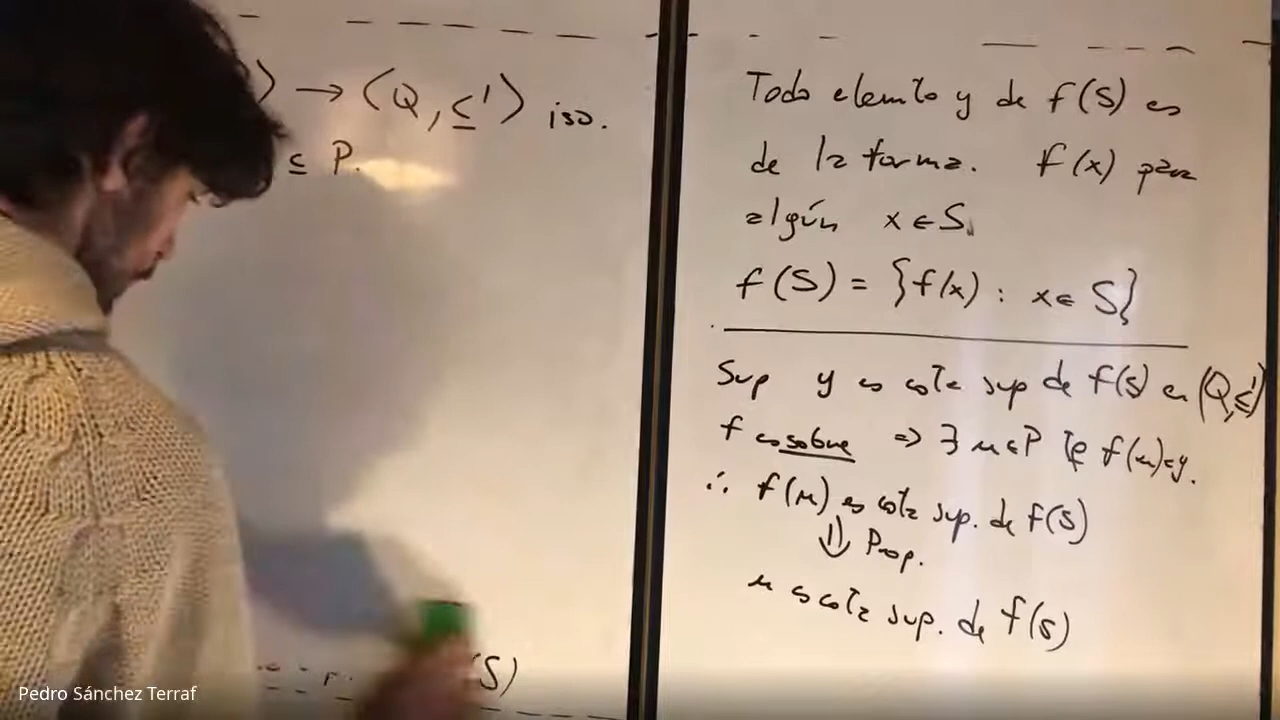 ⟩ → ⟨Q, ≤'⟩ iso.
⊆ P.
S)
Todo elemto y de f(S) es
de la forma. f(x) para
algún x ∈ S.
f(S) = {f(x) : x ∈ S}
Sup y es cota sup de f(S) en (Q,≤')
f es sobre ⇒ ∃ u ∈ P tq f(u)=y.
∴ f(u) es cota sup. de f(S)
⇓ Prop.
u es cota sup. de f(S)
Pedro Sánchez Terraf